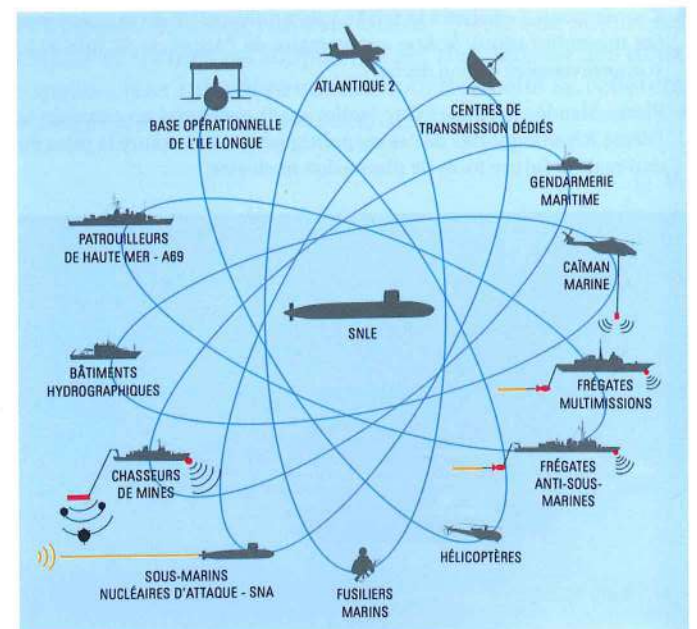 ATLANTIQUE 2
BASE OPÉRATIONNELLE
DE L'ILE LONGUE
CENTRES DE
TRANSMISSION DÉDIÉS
GENDARMERIE
MARITIME
PATROUILLEURS
DE HAUTE MER - A69
CAÏMAN
MARINE
SNLE
BÂTIMENTS
HYDROGRAPHIQUES
FRÉGATES
MULTIMISSIONS
CHASSEURS
DE MINES
FRÉGATES
ANTI-SOUS-
MARINES
HÉLICOPTÈRES
SOUS-MARINS
NUCLÉAIRES D'ATTAQUE - SNA
FUSILIERS
MARINS